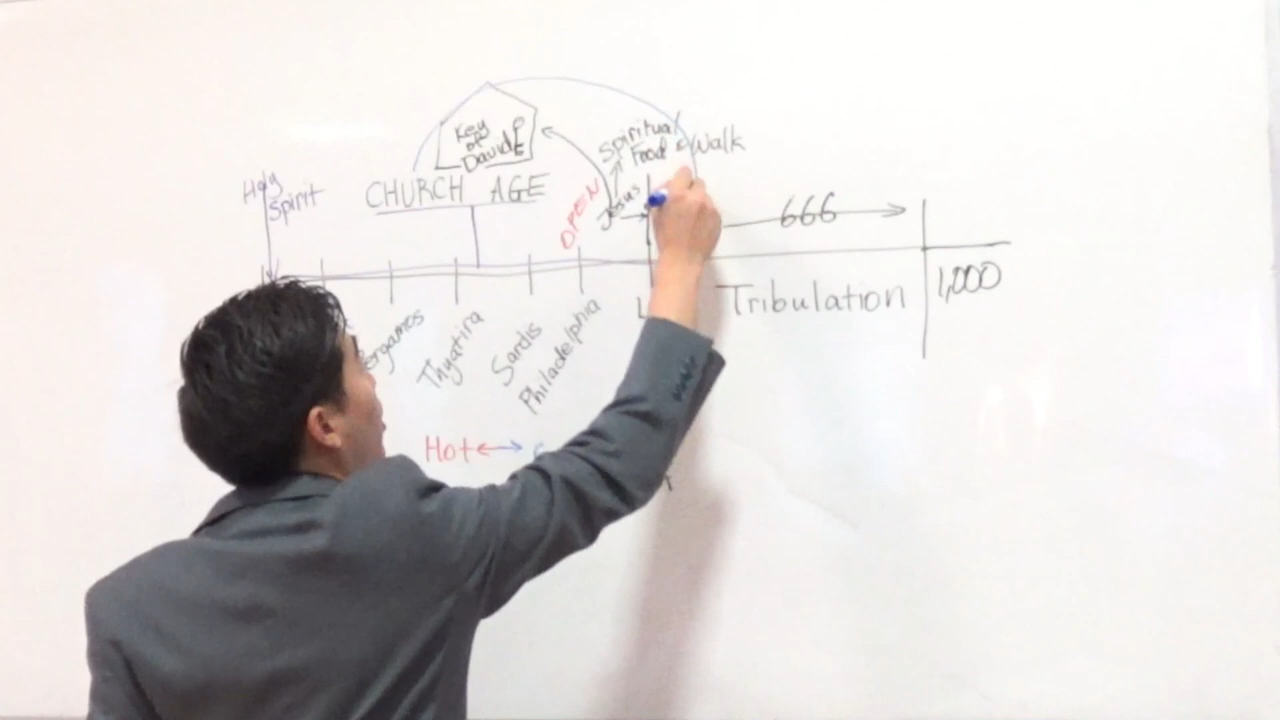 Key
of
David
Spiritual
Food & Walk
Holy
Spirit
CHURCH AGE
OPEN
Jesus
666
1,000
Tribulation
ergamos
Thyatira
Sardis
Philadelphia
Hot